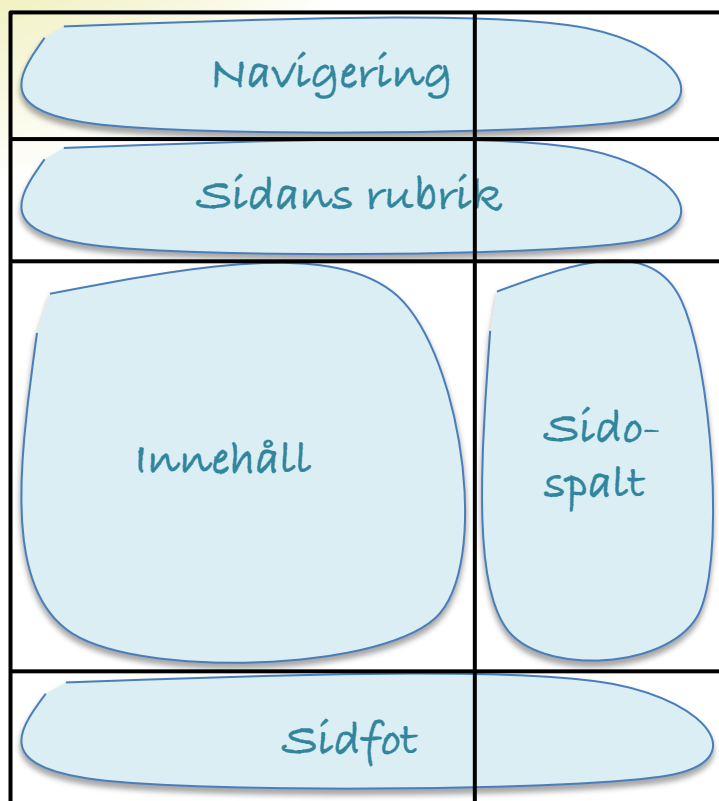 Navigering
Sidans rubrik
Innehåll
Sido-
spalt
Sidfot